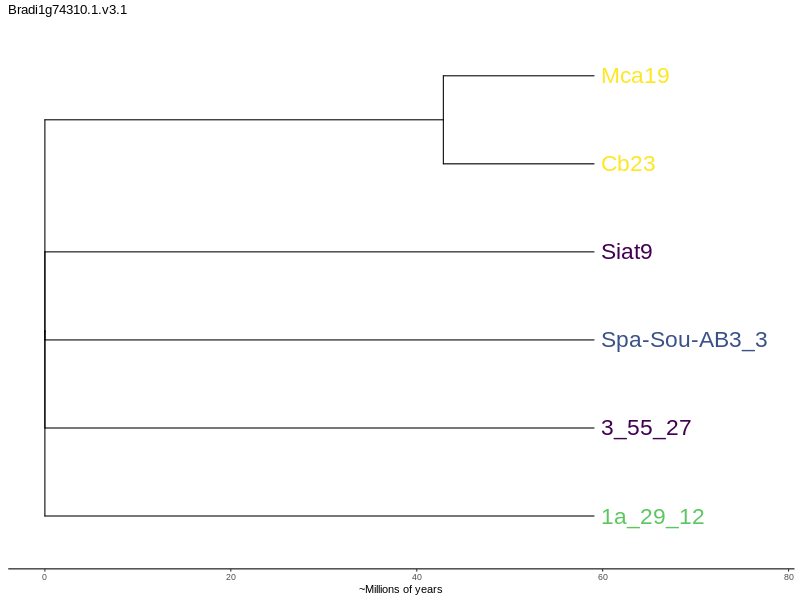 Bradi1g74310.1.v3.1
Mca19
Cb23
Siat9
Spa-Sou-AB3_3
3_55_27
1a_29_12
0 20 40 60 80
~Millions of years